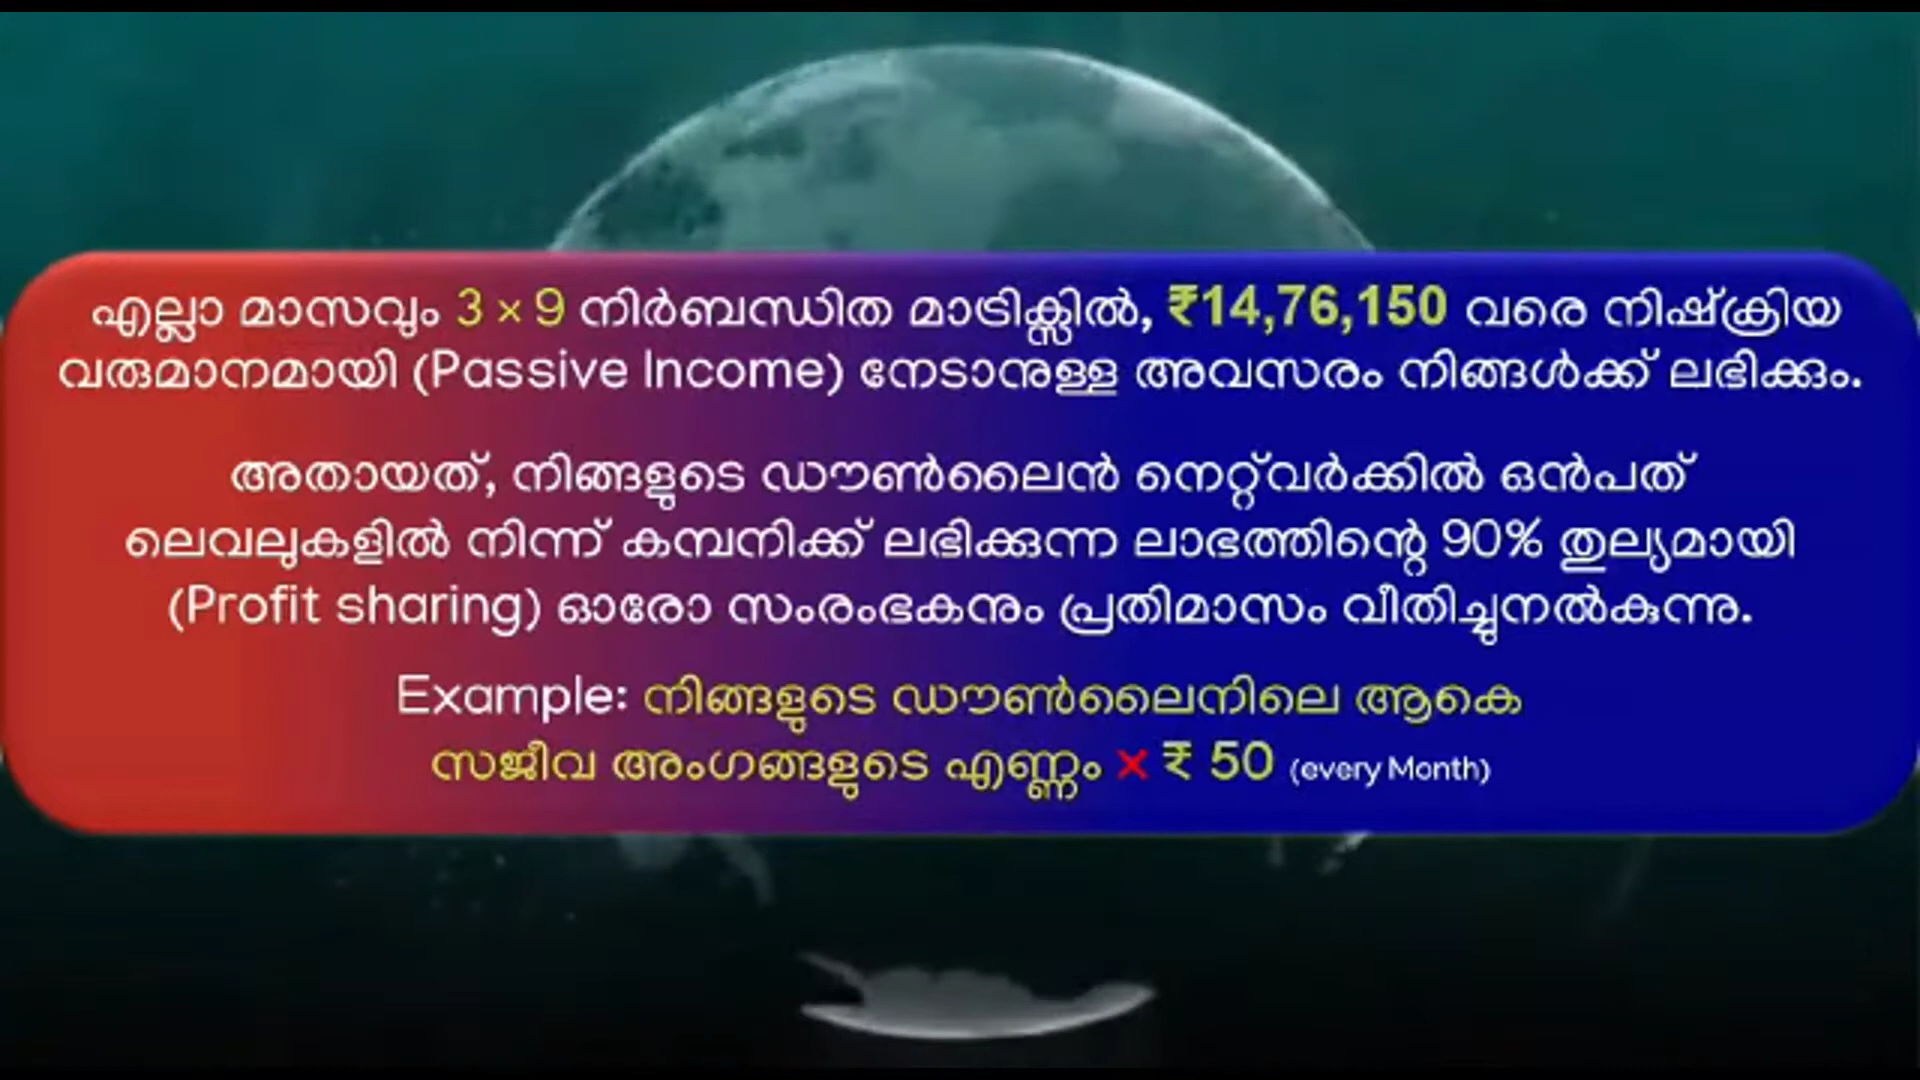 എല്ലാ മാസവും 3 × 9 നിർബന്ധിത മാട്രിക്സിൽ, ₹14,76,150 വരെ നിഷ്ക്രിയ
വരുമാനമായി (Passive Income) നേടാനുള്ള അവസരം നിങ്ങൾക്ക് ലഭിക്കും.
അതായത്, നിങ്ങളുടെ ഡൗൺലൈൻ നെറ്റ്‌വർക്കിൽ ഒൻപത്
ലെവലുകളിൽ നിന്ന് കമ്പനിക്ക് ലഭിക്കുന്ന ലാഭത്തിന്റെ 90% തുല്യമായി
(Profit sharing) ഓരോ സംരംഭകനും പ്രതിമാസം വീതിച്ചുനൽകുന്നു.
Example: നിങ്ങളുടെ ഡൗൺലൈനിലെ ആകെ
സജീവ അംഗങ്ങളുടെ എണ്ണം × ₹ 50 (every Month)